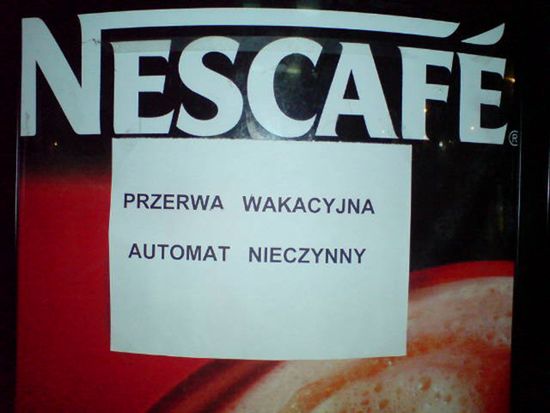 NESCAFÉ
®
PRZERWA WAKACYJNA
AUTOMAT NIECZYNNY